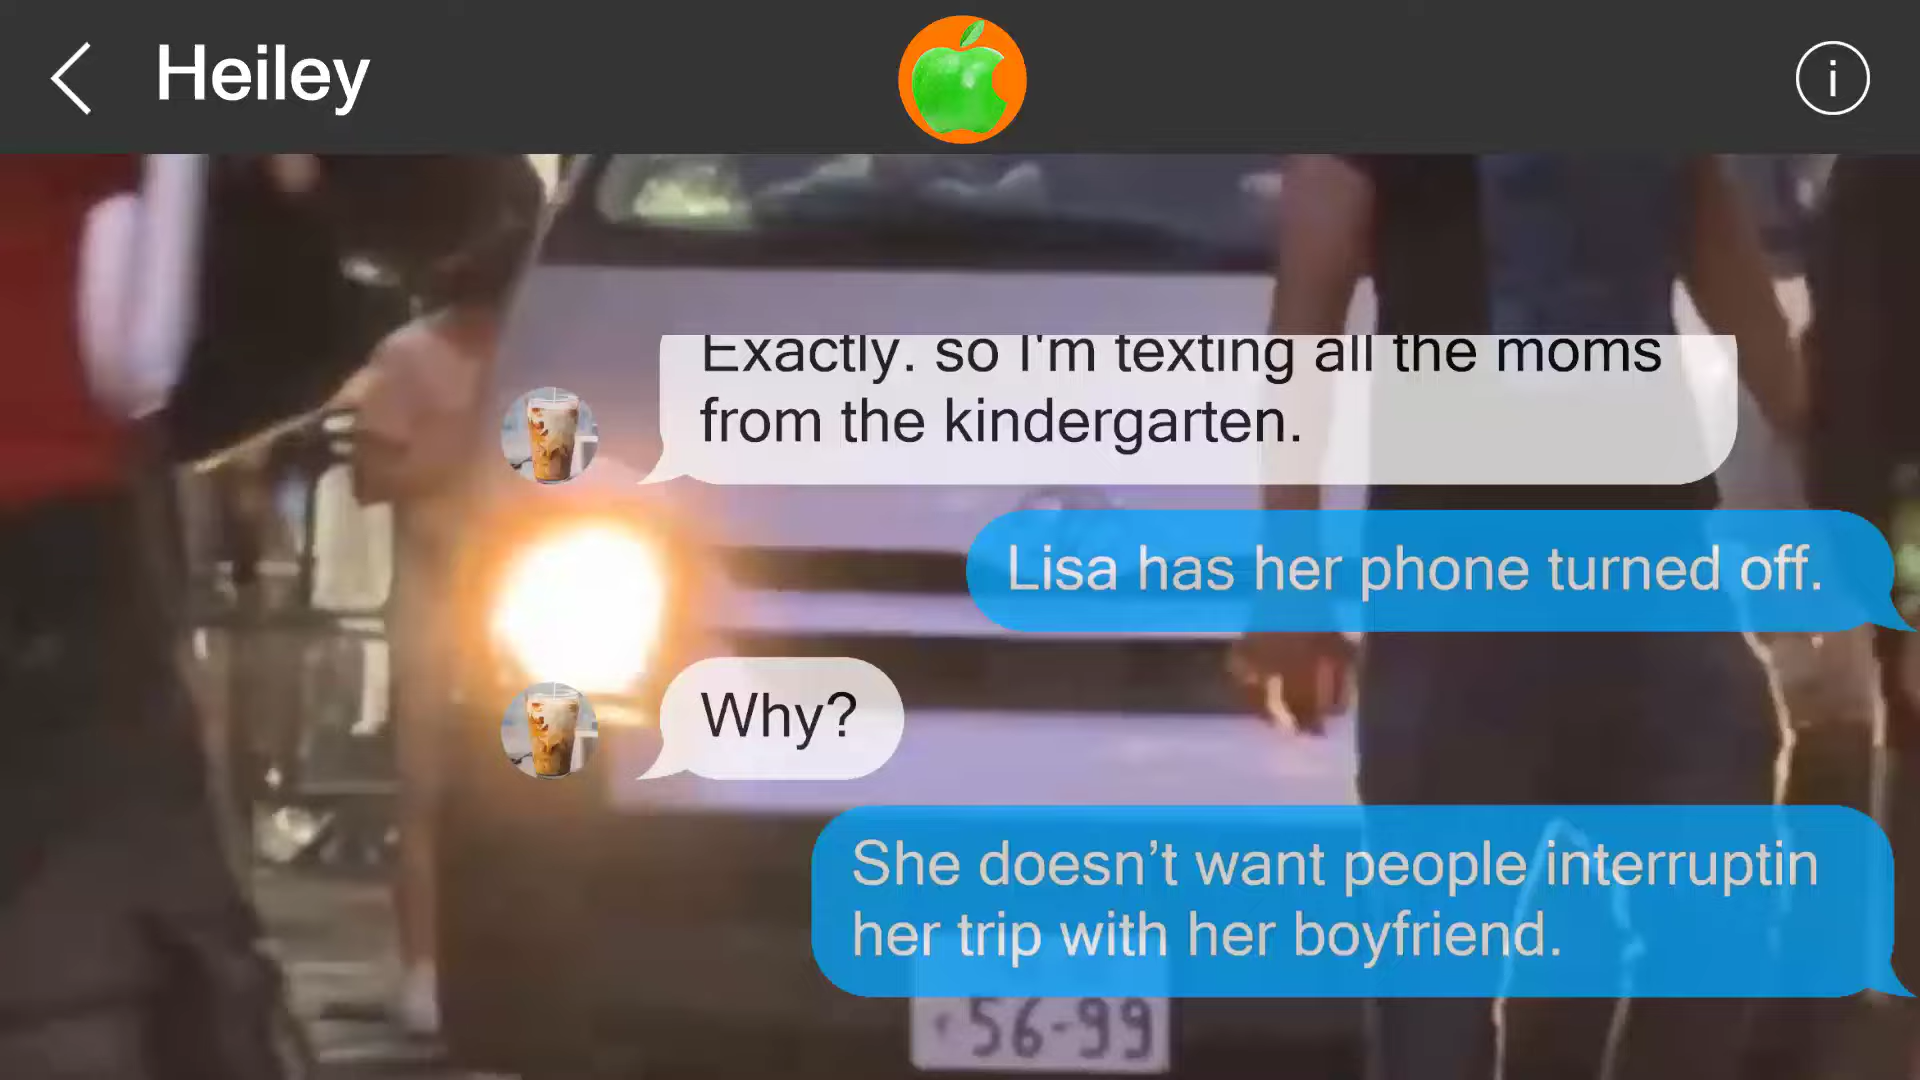 Heiley
Exactly. so I'm texting all the moms
from the kindergarten.
Lisa has her phone turned off.
Why?
She doesn’t want people interruptin
her trip with her boyfriend.
56-99